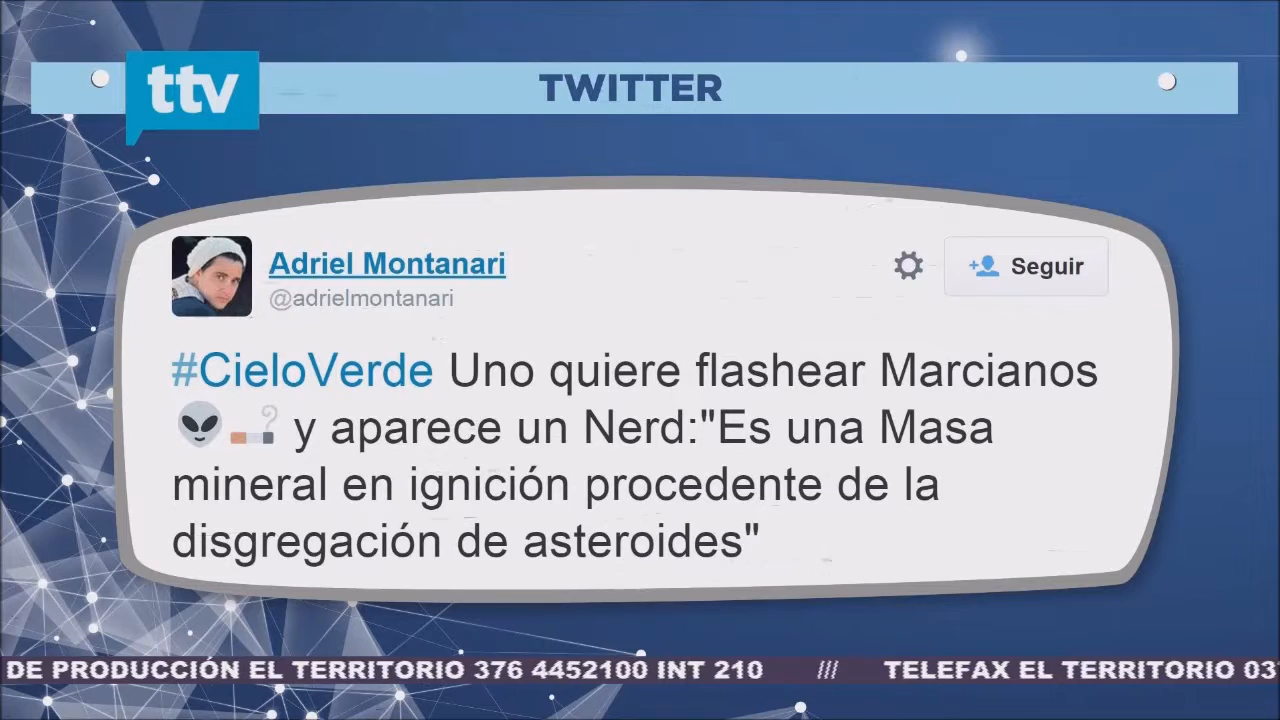 ttv
TWITTER
Adriel Montanari
@adrielmontanari
Seguir
#CieloVerde Uno quiere flashear Marcianos
👽🚬 y aparece un Nerd:"Es una Masa
mineral en ignición procedente de la
disgregación de asteroides"
DE PRODUCCIÓN EL TERRITORIO 376 4452100 INT 210 /// TELEFAX EL TERRITORIO 037